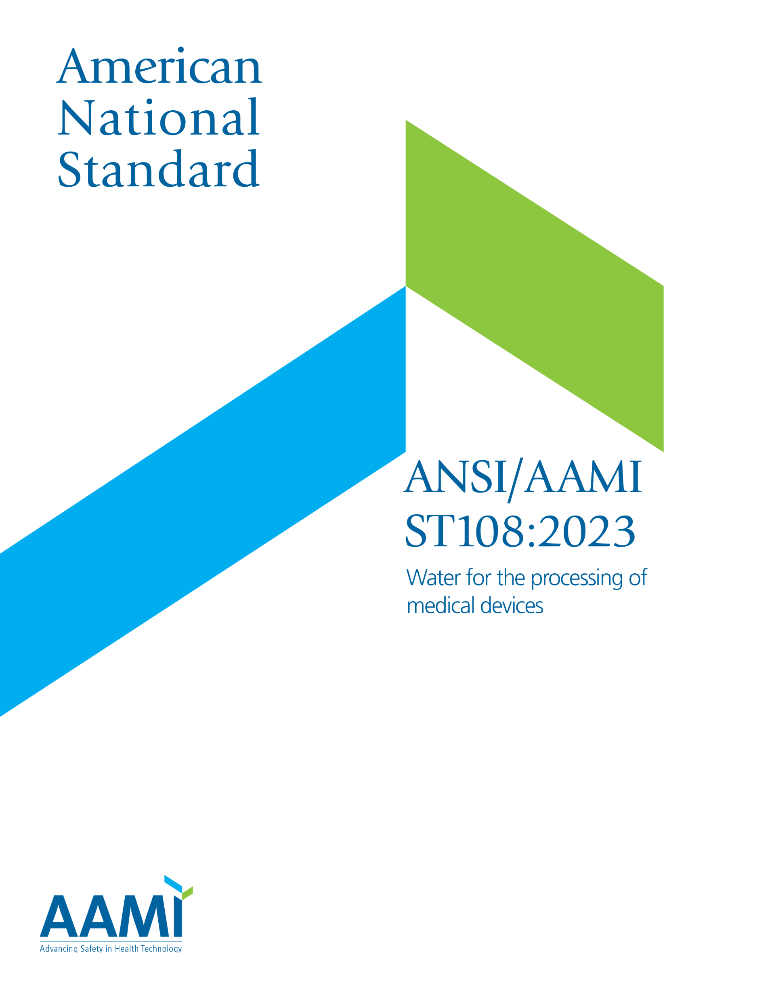 American
National
Standard
ANSI/AAMI
ST108:2023
Water for the processing of
medical devices
AAMI
Advancing Safety in Health Technology